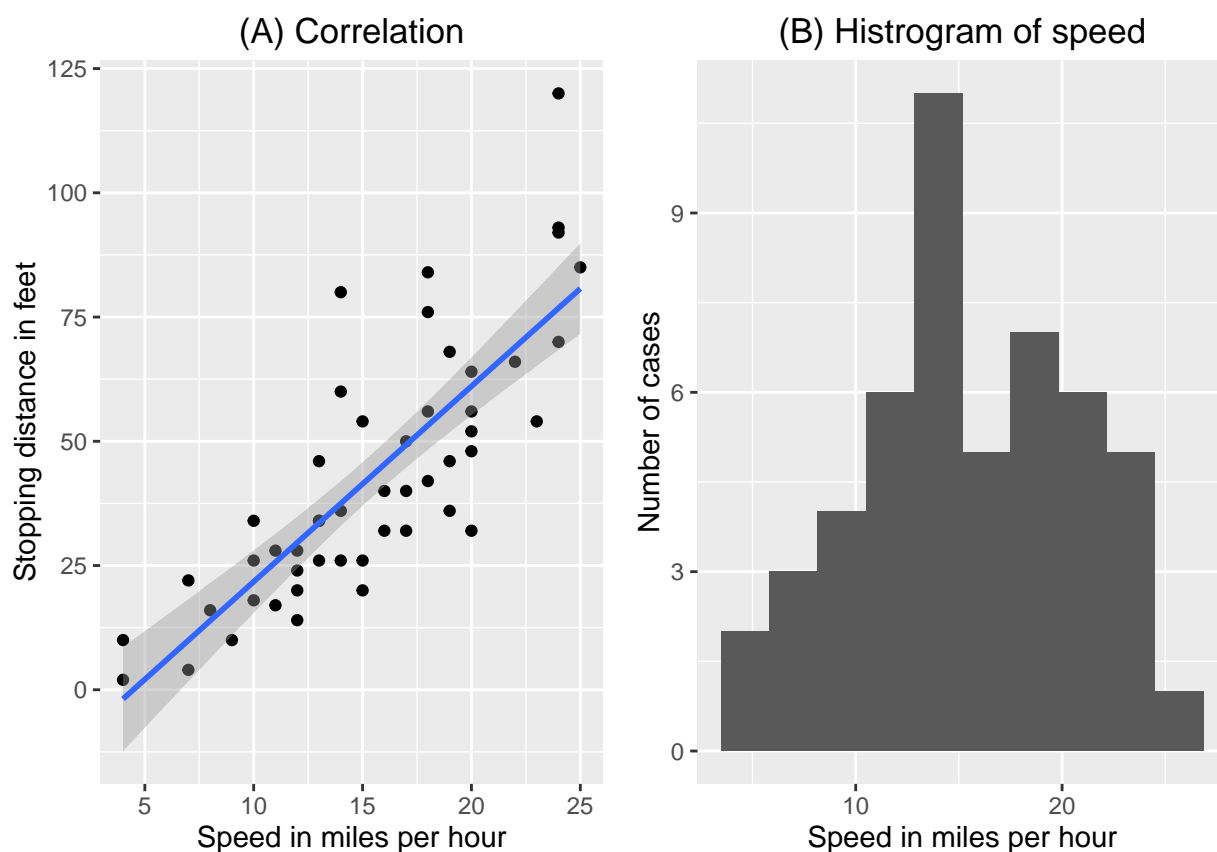 (A) Correlation
125
100
75
50
25
0
Stopping distance in feet
5 10 15 20 25
Speed in miles per hour
(B) Histrogram of speed
9
6
3
0
Number of cases
10 20
Speed in miles per hour